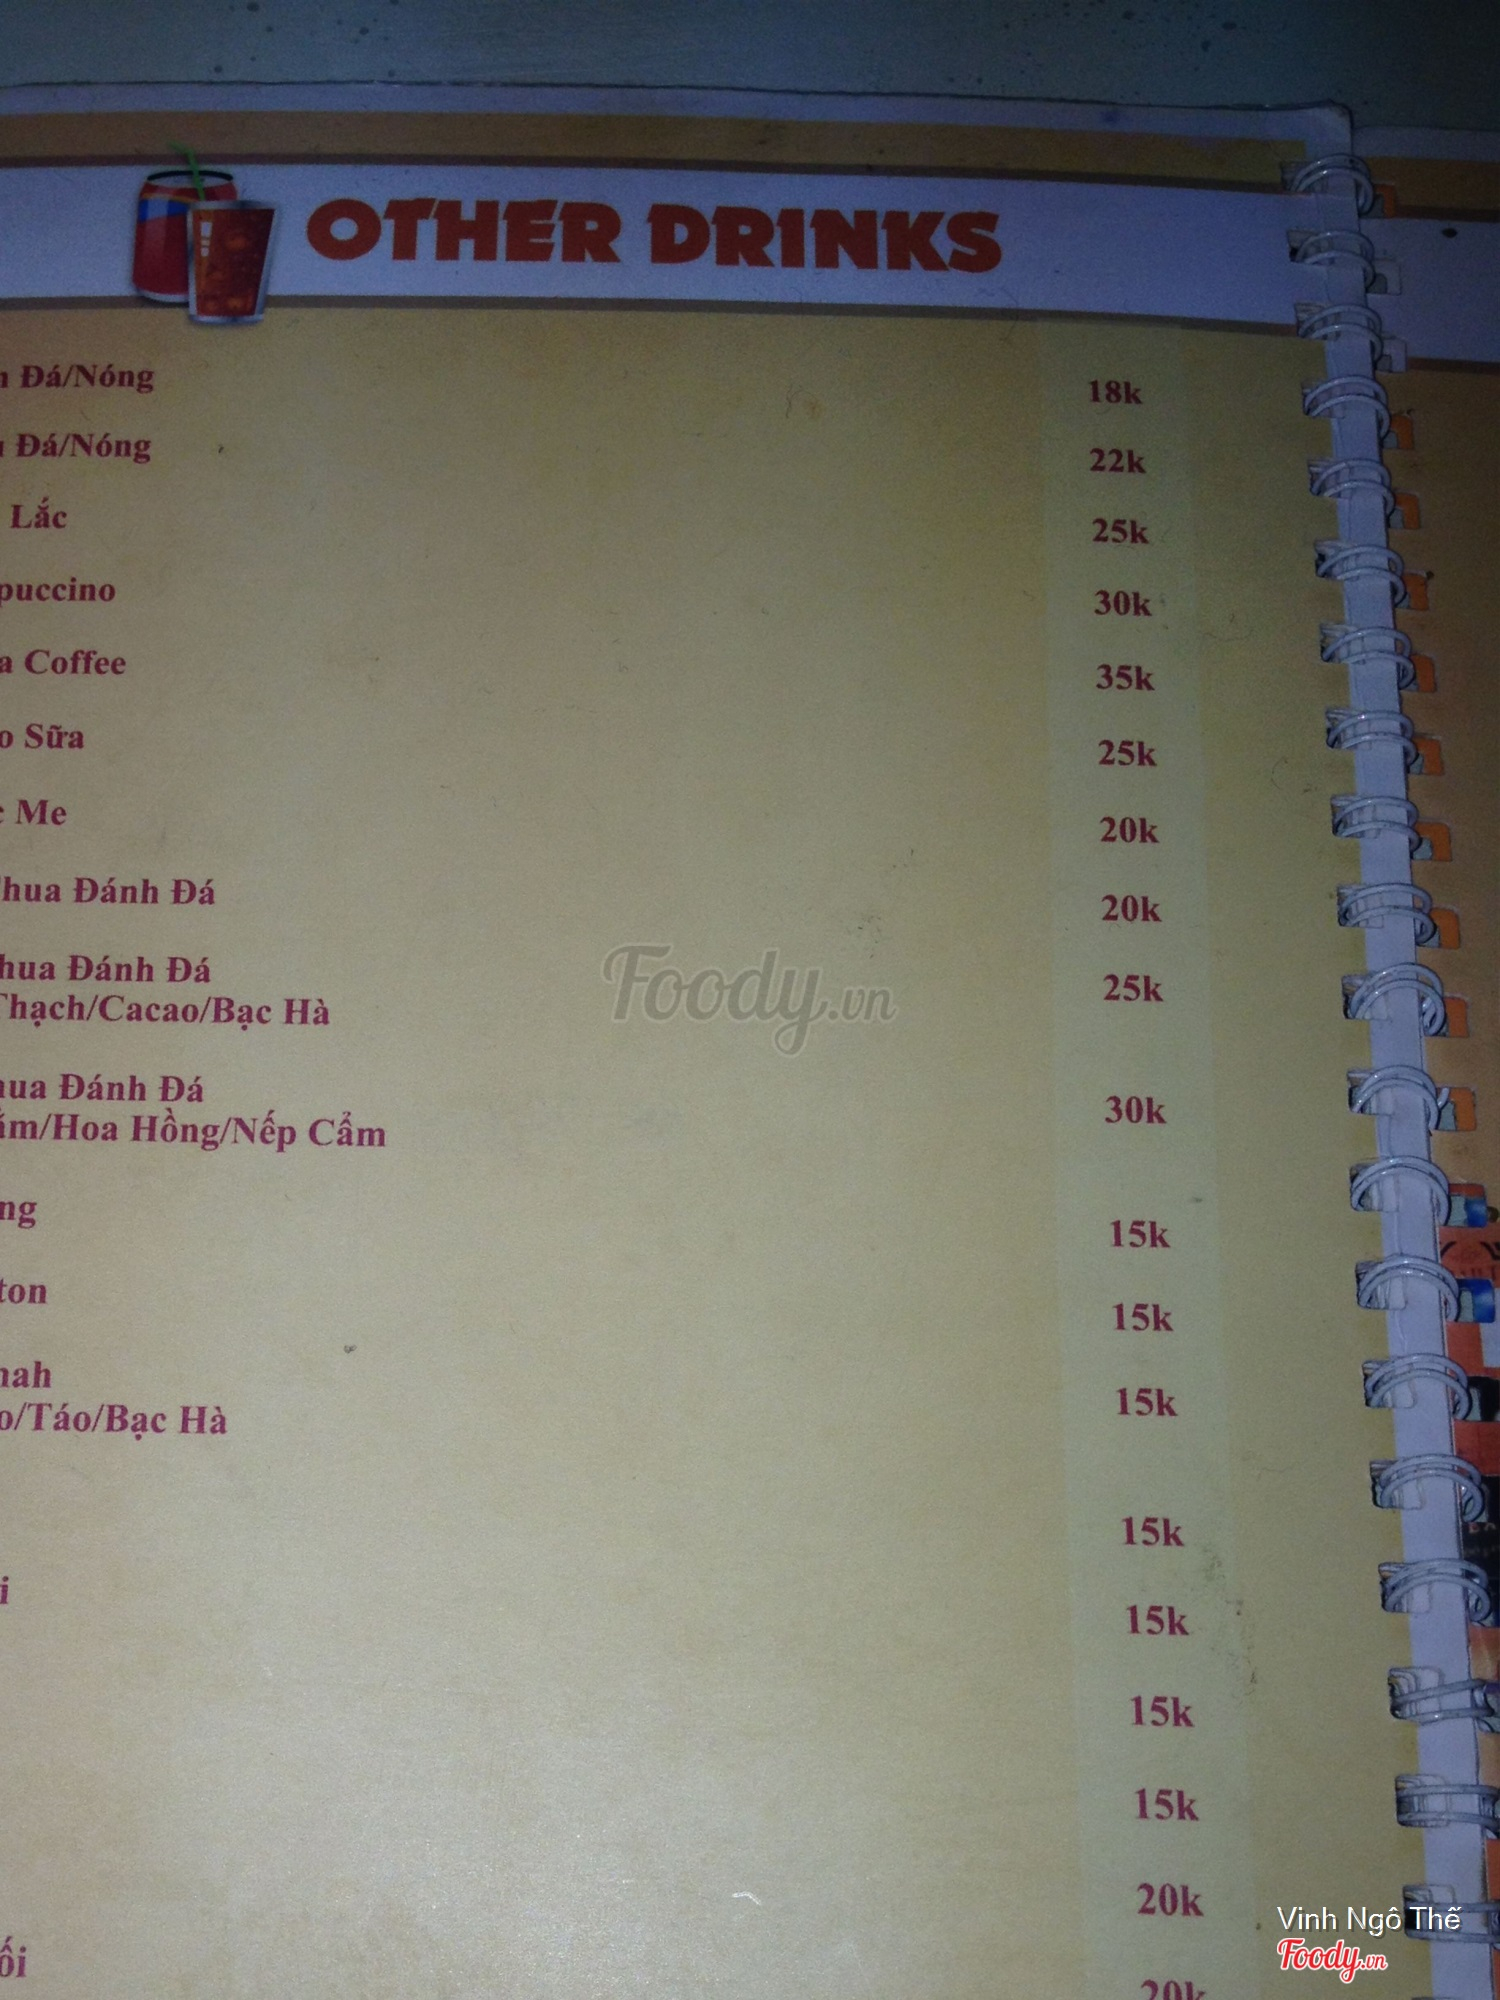 OTHER DRINKS
Đá/Nóng 18k
Đá/Nóng 22k
Lắc 25k
puccino 30k
a Coffee 35k
o Sữa 25k
Me 20k
hua Đánh Đá 20k
hua Đánh Đá 25k
Thạch/Cacao/Bạc Hà
ua Đánh Đá 30k
ẩm/Hoa Hồng/Nếp Cẩm
ng 15k
ton 15k
nah 15k
o/Táo/Bạc Hà
15k
i 15k
15k
15k
20k
ối 20k
Foody.vn
Vinh Ngô Thế
Foody.vn